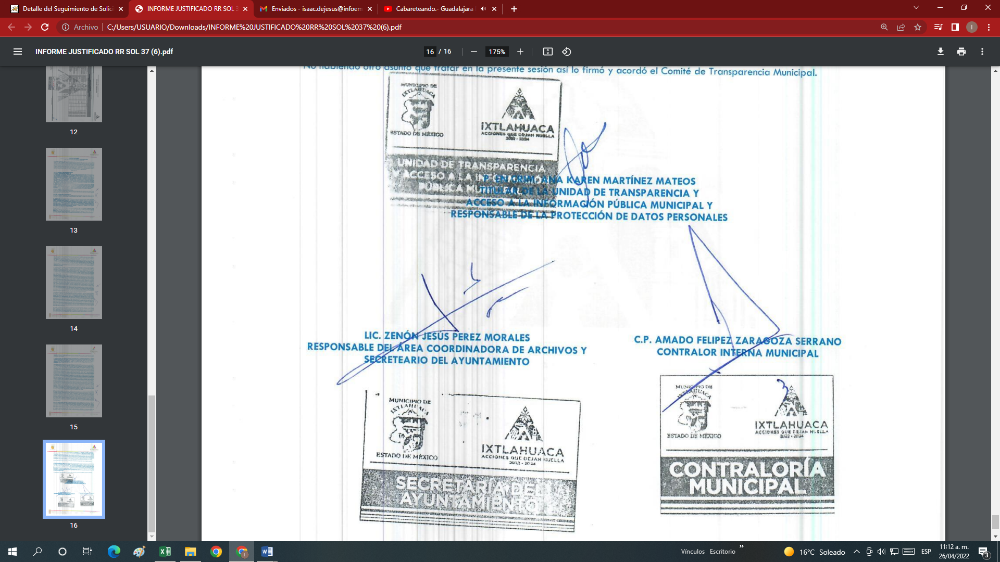 Detalle del Seguimiento de Solici
INFORME JUSTIFICADO RR SOL 3
Enviados - isaac.dejesus@infoem
Cabareteando.- Guadalajara
Archivo
C:/Users/USUARIO/Downloads/INFORME%20JUSTIFICADO%20RR%20SOL%2037%20(6).pdf
I
INFORME JUSTIFICADO RR SOL 37 (6).pdf
16 / 16
175%
12
13
14
15
16
No habiendo otro asunto que tratar en la presente sesión así lo firmó y acordó el Comité de Transparencia Municipal.
MUNICIPIO DE
IXTLAHUACA
ESTADO DE MÉXICO
IXTLAHUACA
ACCIONES QUE DEJAN HUELLA
2022 - 2024
UNIDAD DE TRANSPARENCIA
Y ACCESO A LA
PÚBLICA
P. EN CRIM. ANA KAREN MARTÍNEZ MATEOS
TITULAR DE LA UNIDAD DE TRANSPARENCIA Y
ACCESO A LA INFORMACIÓN PÚBLICA MUNICIPAL Y
RESPONSABLE DE LA PROTECCIÓN DE DATOS PERSONALES
LIC. ZENÓN JESÚS PEREZ MORALES
RESPONSABLE DEL ÁREA COORDINADORA DE ARCHIVOS Y
SECRETEARIO DEL AYUNTAMIENTO
C.P. AMADO FELIPEZ ZARAGOZA SERRANO
CONTRALOR INTERNA MUNICIPAL
MUNICIPIO DE
IXTLAHUACA
ESTADO DE MÉXICO
IXTLAHUACA
ACCIONES QUE DEJAN HUELLA
2022 - 2024
SECRETARÍA DEL
AYUNTAMIENTO
MUNICIPIO DE
IXTLAHUACA
ESTADO DE MÉXICO
IXTLAHUACA
ACCIONES QUE DEJAN HUELLA
2022 - 2024
CONTRALORÍA
MUNICIPAL
Vínculos
Escritorio
16°C Soleado
ESP
11:12 a. m.
26/04/2022
3